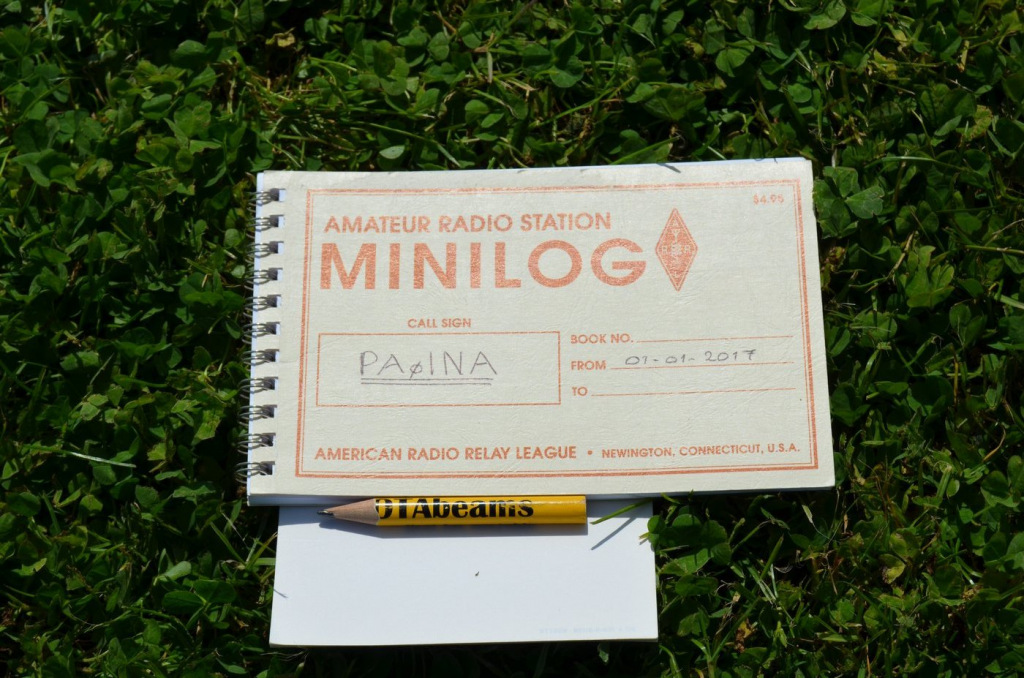 $4.95
AMATEUR RADIO STATION
MINILOG
CALL SIGN
PAøINA
BOOK NO.
FROM 01-01-2017
TO
AMERICAN RADIO RELAY LEAGUE • NEWINGTON, CONNECTICUT, U.S.A.
OTAbeams